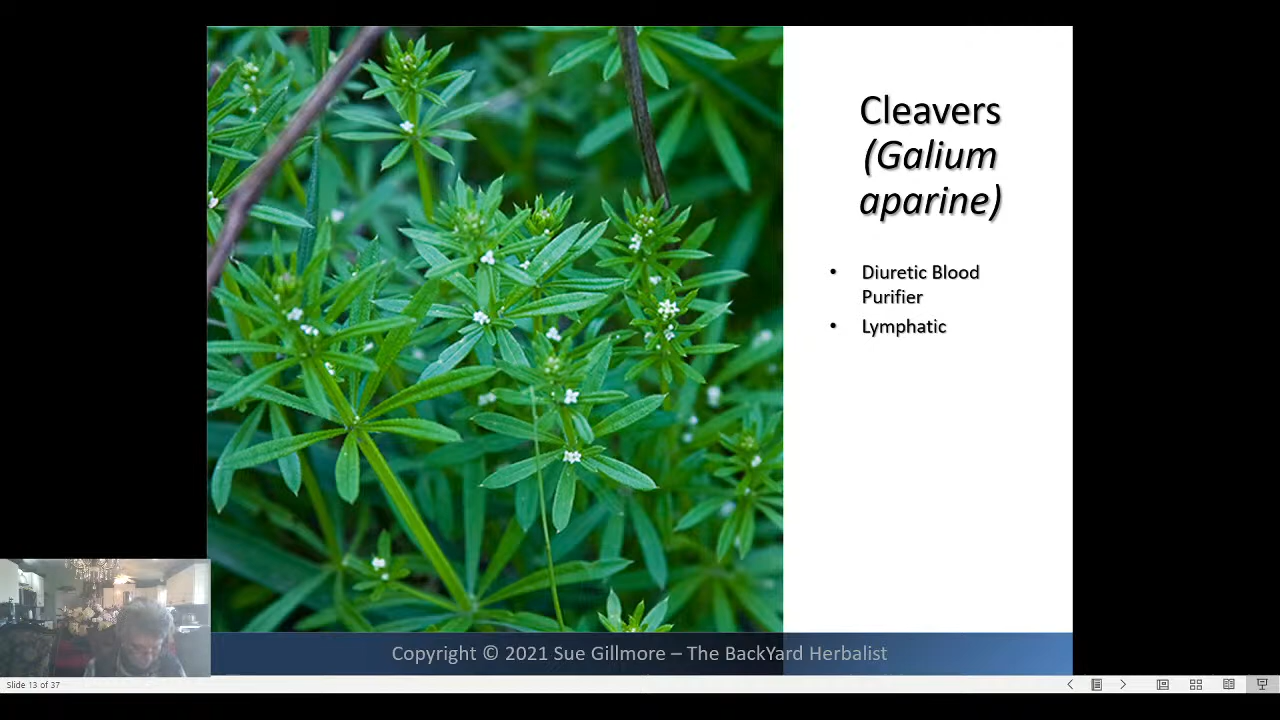 Cleavers
(Galium
aparine)
• Diuretic Blood
Purifier
• Lymphatic
Copyright © 2021 Sue Gillmore – The BackYard Herbalist
Slide 13 of 37